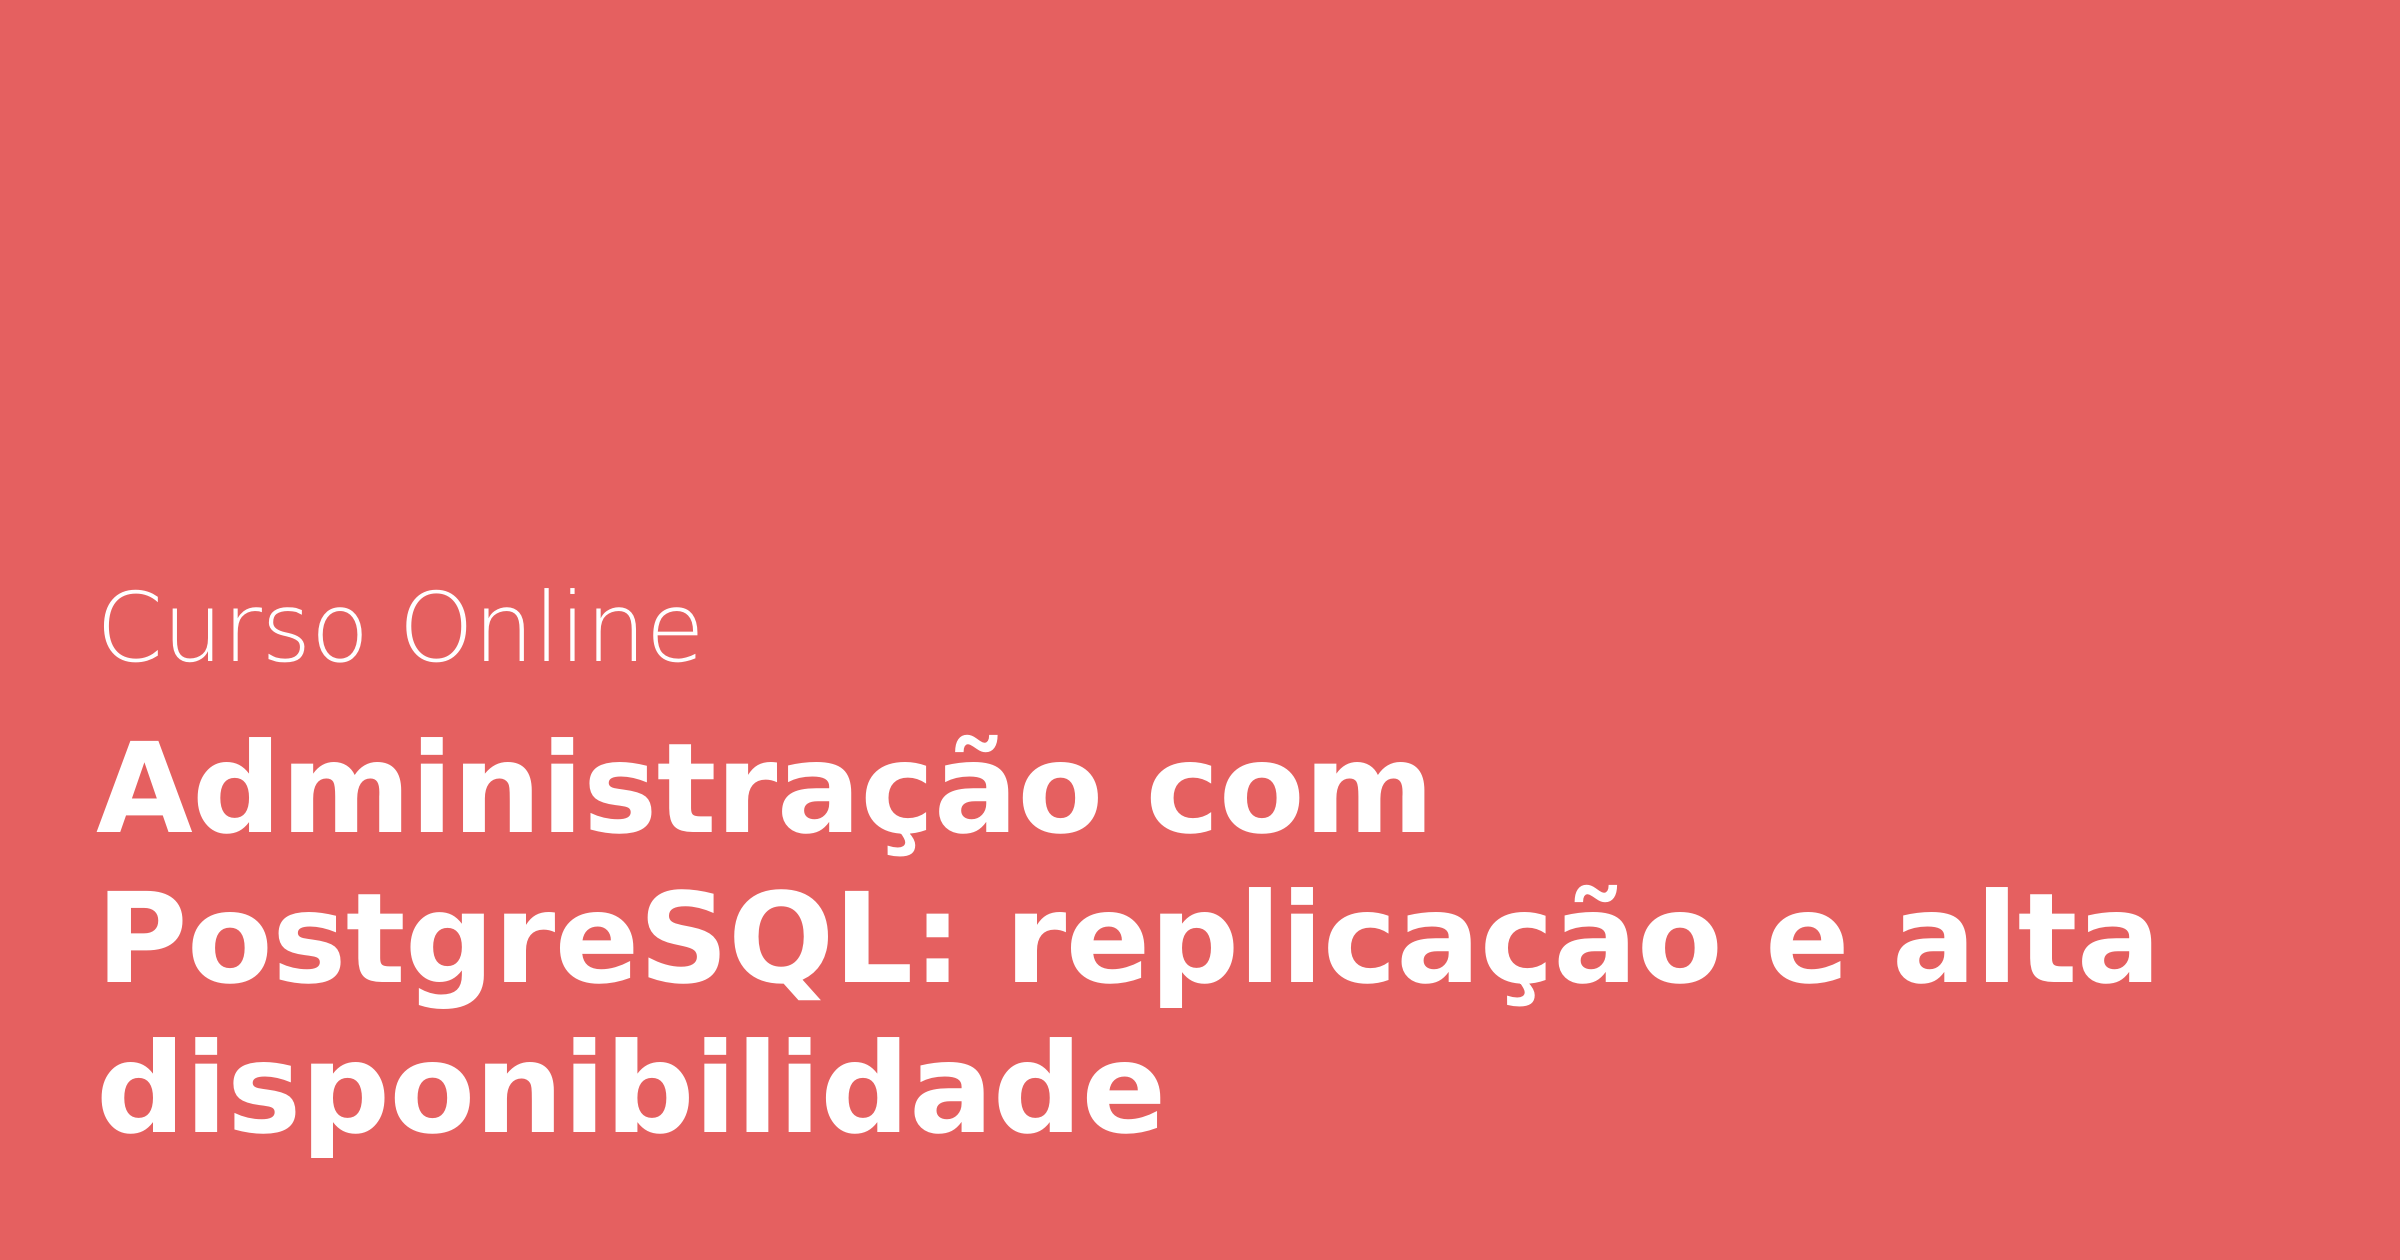 Curso Online
Administração com
PostgreSQL: replicação e alta
disponibilidade